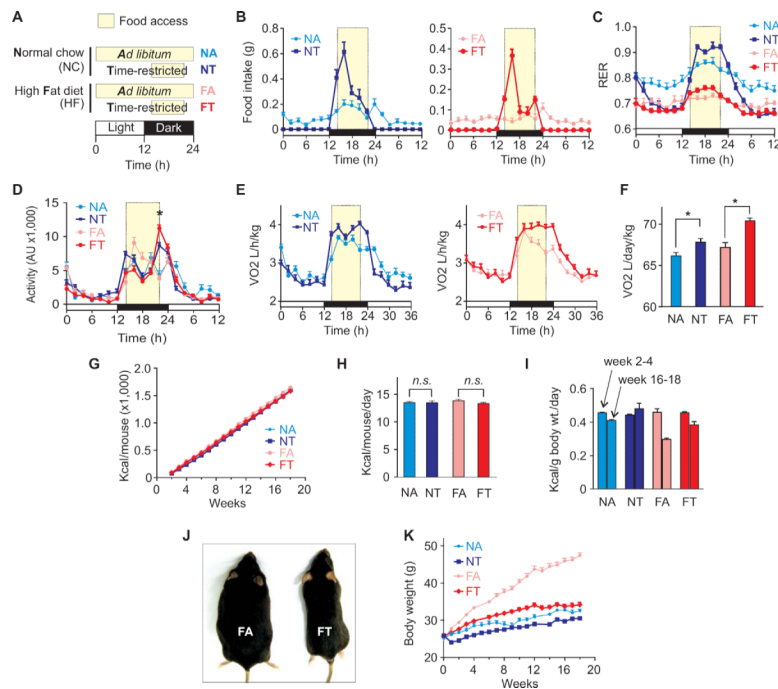 A
Food access
Normal chow
(NC)
Ad libitum
NA
Time-restricted
NT
High Fat diet
(HF)
Ad libitum
FA
Time-restricted
FT
Light
Dark
0
12
24
Time (h)
B
Food intake (g)
0.8
0.6
0.4
0.2
0
NA
NT
12 6 12 18 24 6 12
Time (h)
0.5
0.4
0.3
0.2
0.1
0.0
FA
FT
0 6 12 18 24 6 12
Time (h)
C
RER
1.0
0.9
0.8
0.7
0.6
NA
NT
FA
FT
0 6 12 18 24 6 12
Time (h)
D
Activity (AU x1,000)
15
10
5
0
NA
NT
FA
FT
*
0 6 12 18 24 6 12
Time (h)
E
VO2 L/h/kg
4
3
2
NA
NT
0 6 12 18 24 30 36
Time (h)
VO2 L/h/kg
4
3
2
FA
FT
0 6 12 18 24 30 36
Time (h)
F
VO2 L/day/kg
70
65
60
*
*
NA NT FA FT
G
Kcal/mouse (x1,000)
2.0
1.5
1.0
0.5
0
NA
NT
FA
FT
0 4 8 12 16 20
Weeks
H
Kcal/mouse/day
20
15
10
5
0
n.s.
n.s.
NA NT FA FT
I
week 2-4
week 16-18
Kcal/g body wt./day
0.6
0.4
0.2
0
NA NT FA FT
J
FA
FT
K
Body weight (g)
50
40
30
20
NA
NT
FA
FT
0 4 8 12 16 20
Weeks